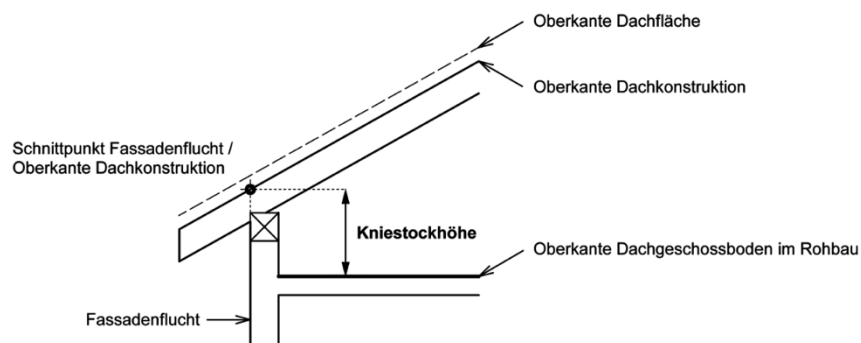 Oberkante Dachfläche
Oberkante Dachkonstruktion
Schnittpunkt Fassadenflucht /
Oberkante Dachkonstruktion
Kniestockhöhe
Oberkante Dachgeschossboden im Rohbau
Fassadenflucht